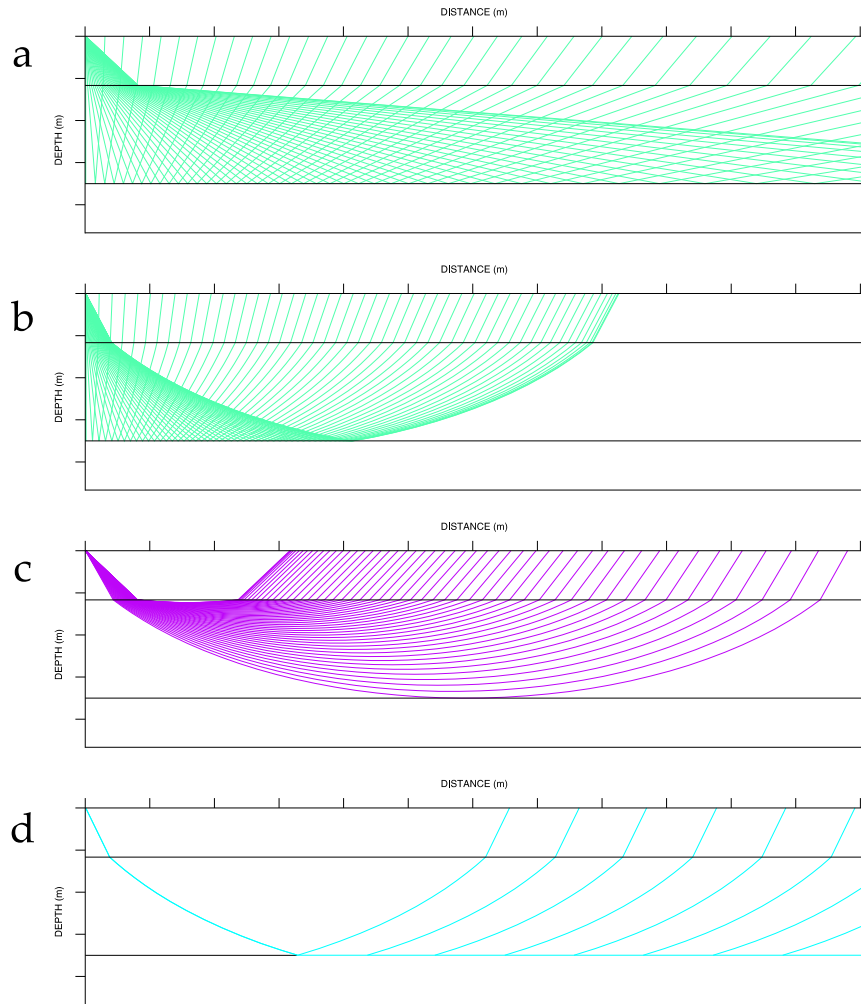 DISTANCE (m)
a
DEPTH (m)
DISTANCE (m)
b
DEPTH (m)
DISTANCE (m)
c
DEPTH (m)
DISTANCE (m)
d
DEPTH (m)